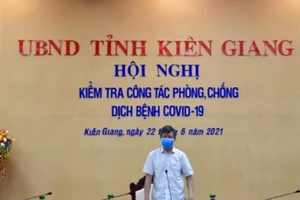 UBND TỈNH KIÊN GIANG
HỘI NGHỊ
KIỂM TRA CÔNG TÁC PHÒNG, CHỐNG
DỊCH BỆNH COVID-19
Kiên Giang, ngày 22 6 2021